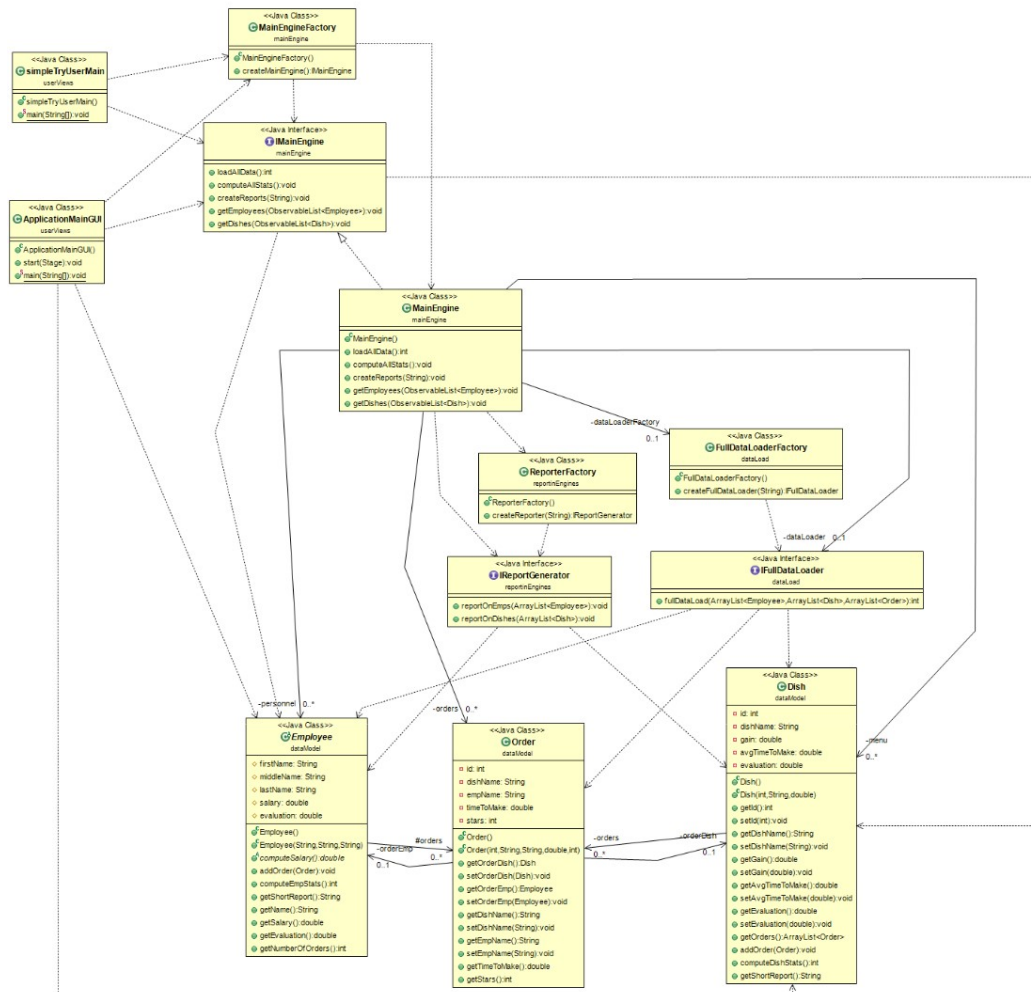 <<Java Class>>
MainEngineFactory
mainEngine
MainEngineFactory()
createMainEngine():IMainEngine
<<Java Class>>
simpleTryUserMain
userViews
simpleTryUserMain()
main(String[]):void
<<Java Interface>>
IMainEngine
mainEngine
loadAllData():int
computeAllStats():void
createReports(String):void
getEmployees(ObservableList<Employee>):void
getDishes(ObservableList<Dish>):void
<<Java Class>>
ApplicationMainGUI
userViews
ApplicationMainGUI()
start(Stage):void
main(String[]):void
<<Java Class>>
MainEngine
mainEngine
MainEngine()
loadAllData():int
computeAllStats():void
createReports(String):void
getEmployees(ObservableList<Employee>):void
getDishes(ObservableList<Dish>):void
-dataLoaderFactory
0..1
<<Java Class>>
FullDataLoaderFactory
dataLoad
FullDataLoaderFactory()
createFullDataLoader(String):IFullDataLoader
<<Java Class>>
ReporterFactory
reportinEngines
ReporterFactory()
createReporter(String):IReportGenerator
-dataLoader 0..1
<<Java Interface>>
IReportGenerator
reportinEngines
reportOnEmps(ArrayList<Employee>):void
reportOnDishes(ArrayList<Dish>):void
<<Java Interface>>
IFullDataLoader
dataLoad
fullDataLoad(ArrayList<Employee>,ArrayList<Dish>,ArrayList<Order>):int
-personnel 0..*
-orders 0..*
-menu
0..*
<<Java Class>>
Employee
dataModel
firstName: String
middleName: String
lastName: String
salary: double
evaluation: double
Employee()
Employee(String,String,String)
computeSalary():double
addOrder(Order):void
computeEmpStats():int
getShortReport():String
getName():String
getSalary():double
getEvaluation():double
getNumberOfOrders():int
#orders
0..*
-orderEmp
0..1
<<Java Class>>
Order
dataModel
id: int
dishName: String
empName: String
timeToMake: double
stars: int
Order()
Order(int,String,String,double,int)
getOrderDish():Dish
setOrderDish(Dish):void
getOrderEmp():Employee
setOrderEmp(Employee):void
getDishName():String
setDishName(String):void
getEmpName():String
setEmpName(String):void
getTimeToMake():double
getStars():int
-orders
0..*
-orderDish
0..1
<<Java Class>>
Dish
dataModel
id: int
dishName: String
gain: double
avgTimeToMake: double
evaluation: double
Dish()
Dish(int,String,double)
getId():int
setId(int):void
getDishName():String
setDishName(String):void
getGain():double
setGain(double):void
getAvgTimeToMake():double
setAvgTimeToMake(double):void
getEvaluation():double
setEvaluation(double):void
getOrders():ArrayList<Order>
addOrder(Order):void
computeDishStats():int
getShortReport():String